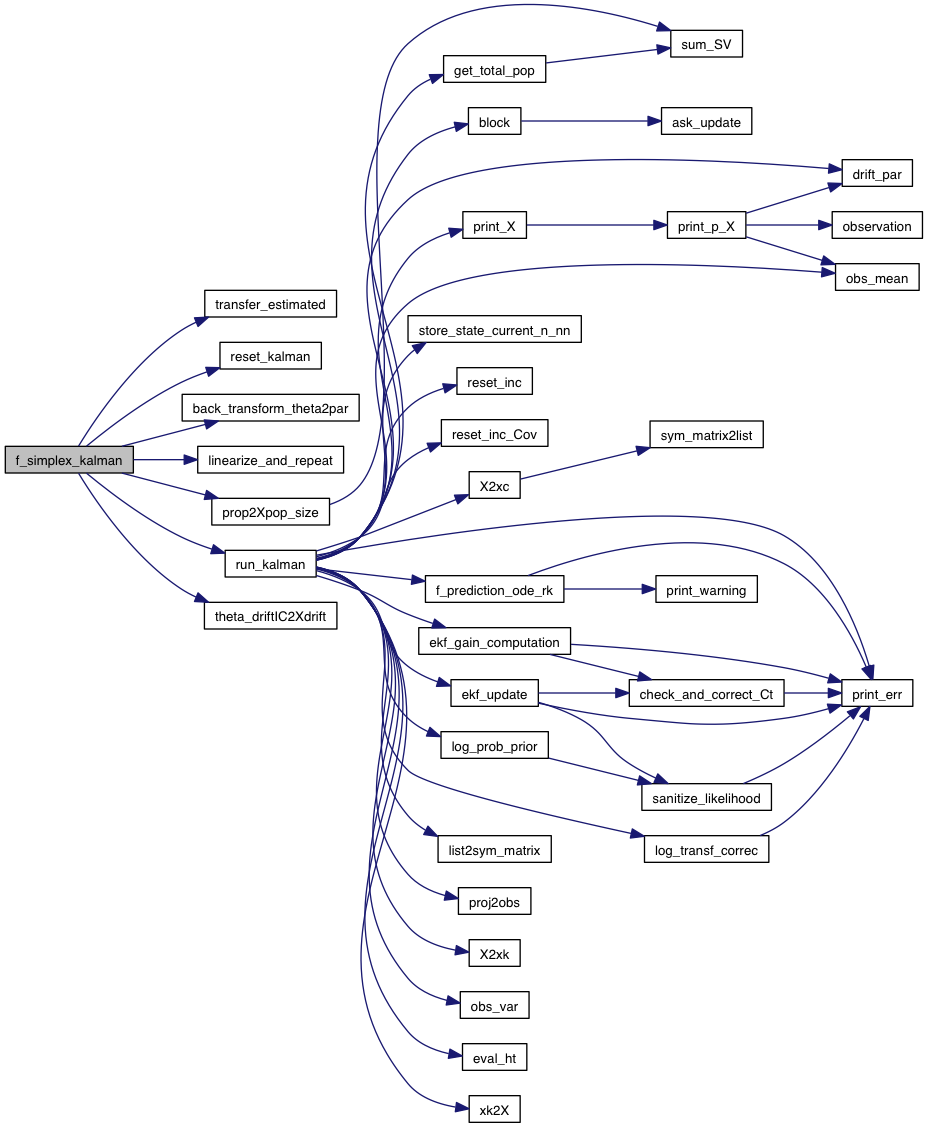 sum_SV
get_total_pop
block
ask_update
drift_par
print_X
print_p_X
observation
obs_mean
transfer_estimated
store_state_current_n_nn
reset_kalman
reset_inc
back_transform_theta2par
reset_inc_Cov
sym_matrix2list
f_simplex_kalman
linearize_and_repeat
X2xc
prop2Xpop_size
run_kalman
f_prediction_ode_rk
print_warning
theta_driftIC2Xdrift
ekf_gain_computation
ekf_update
check_and_correct_Ct
print_err
log_prob_prior
sanitize_likelihood
list2sym_matrix
log_transf_correc
proj2obs
X2xk
obs_var
eval_ht
xk2X